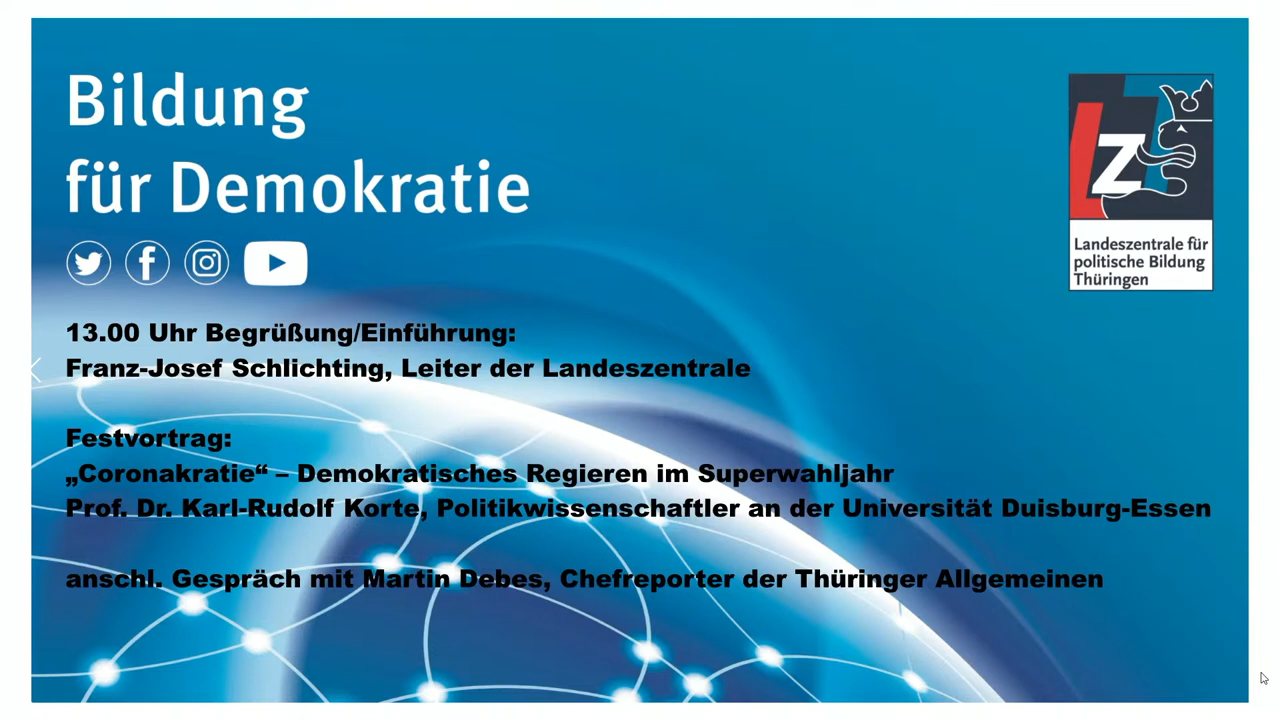 Bildung
für Demokratie
LZ
Landeszentrale für
politische Bildung
Thüringen
13.00 Uhr Begrüßung/Einführung:
Franz-Josef Schlichting, Leiter der Landeszentrale
Festvortrag:
„Coronakratie“ – Demokratisches Regieren im Superwahljahr
Prof. Dr. Karl-Rudolf Korte, Politikwissenschaftler an der Universität Duisburg-Essen
anschl. Gespräch mit Martin Debes, Chefreporter der Thüringer Allgemeinen